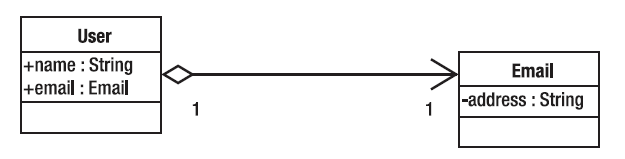 User
+name : String
+email : Email
1
1
Email
-address : String